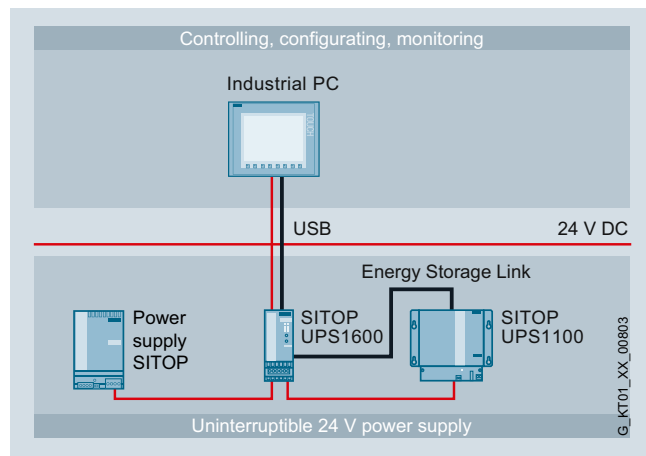 Controlling, configurating, monitoring
Industrial PC
TOUCH
USB
24 V DC
Energy Storage Link
Power
supply
SITOP
SITOP
UPS1600
SITOP
UPS1100
G_KT01_XX_00803
Uninterruptible 24 V power supply